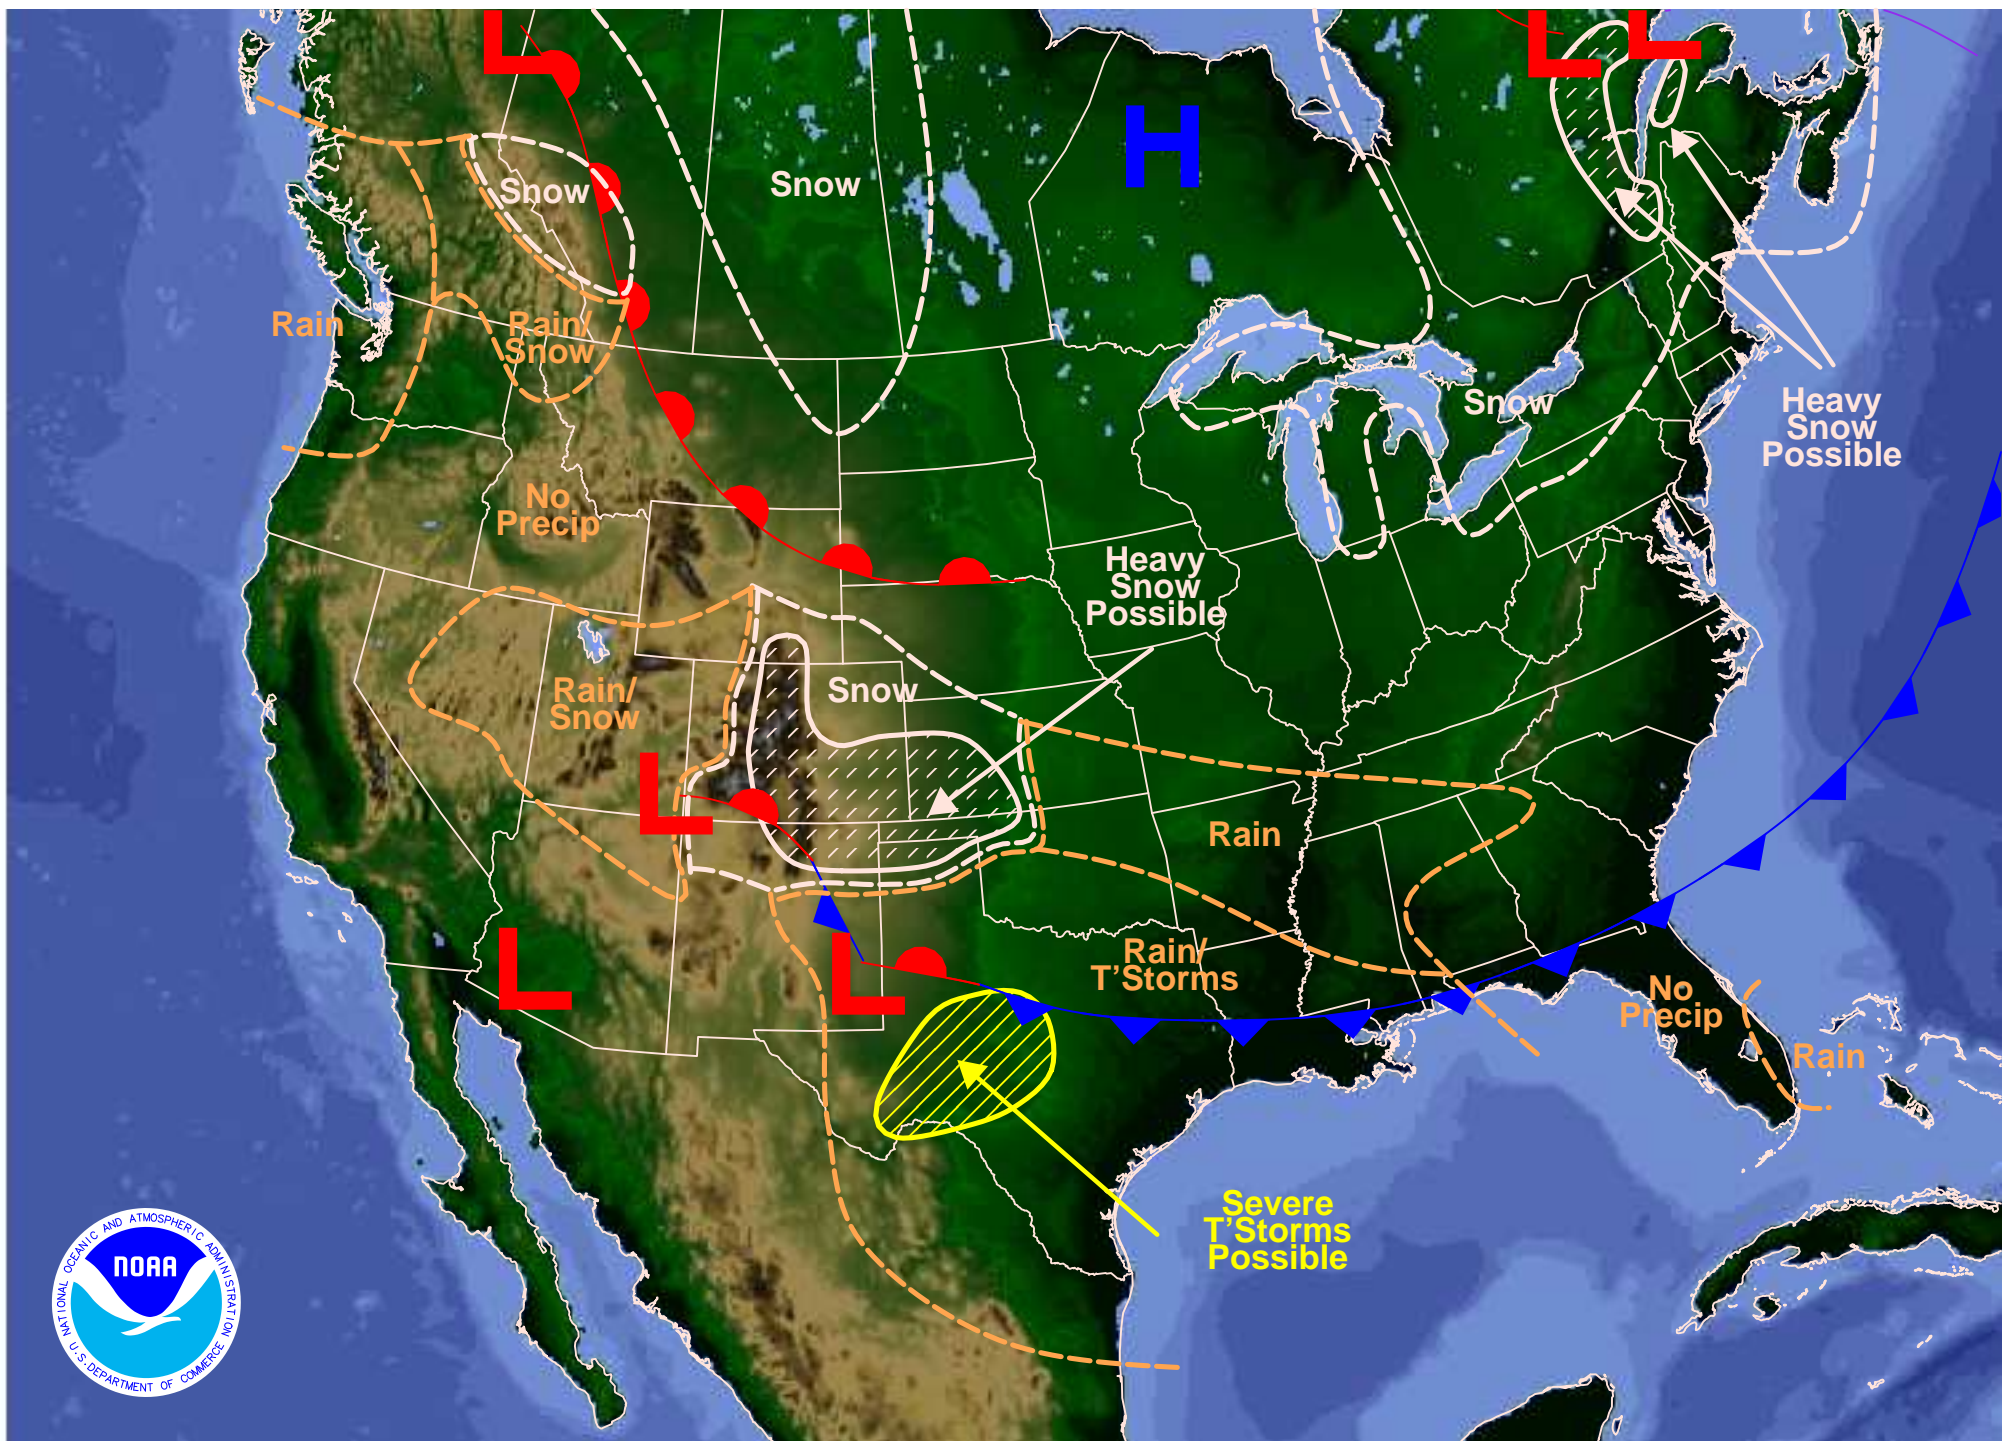 L
L
L
H
Snow
Snow
Rain
Rain/
Snow
Snow
Heavy
Snow
Possible
No
Precip
Heavy
Snow
Possible
Rain/
Snow
Snow
L
Rain
L
L
Rain/
T'Storms
No
Precip
Rain
Severe
T'Storms
Possible
NATIONAL OCEANIC AND ATMOSPHERIC ADMINISTRATION
NOAA
U.S. DEPARTMENT OF COMMERCE